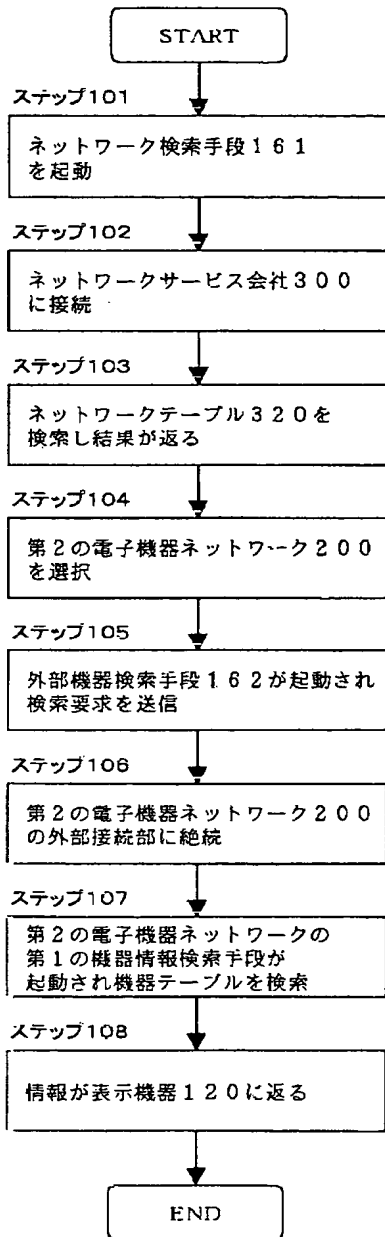 START
ステップ101
ネットワーク検索手段161
を起動
ステップ102
ネットワークサービス会社300
に接続
ステップ103
ネットワークテーブル320を
検索し結果が返る
ステップ104
第2の電子機器ネットワーク200
を選択
ステップ105
外部機器検索手段162が起動され
検索要求を送信
ステップ106
第2の電子機器ネットワーク200
の外部接続部に絶続
ステップ107
第2の電子機器ネットワークの
第1の機器情報検索手段が
起動され機器テーブルを検索
ステップ108
情報が表示機器120に返る
END